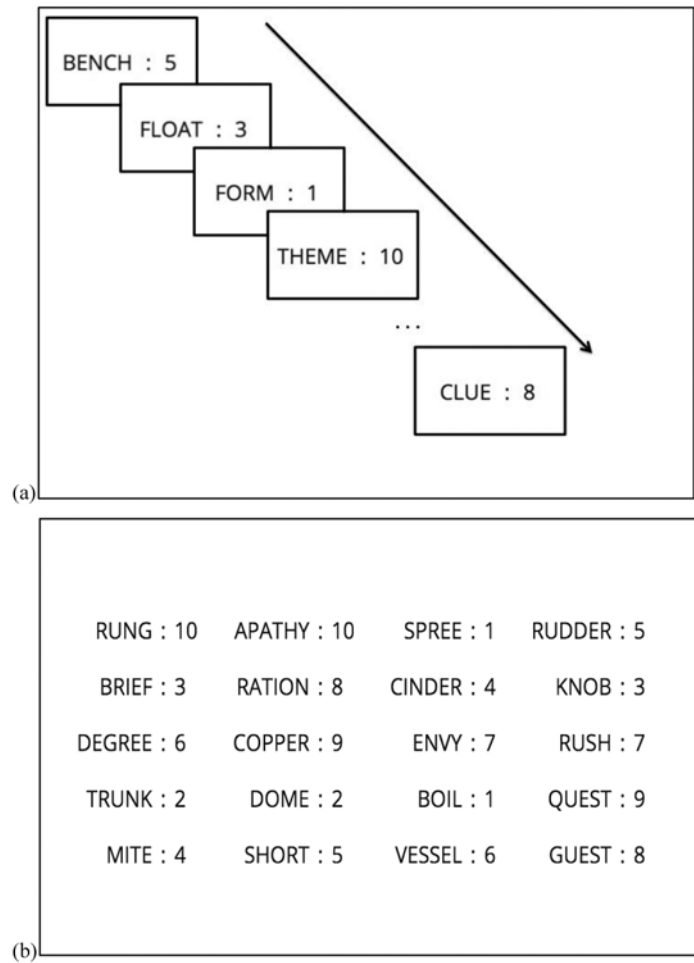 BENCH : 5
FLOAT : 3
FORM : 1
THEME : 10
...
CLUE : 8
(a)
RUNG : 10 APATHY : 10 SPREE : 1 RUDDER : 5
BRIEF : 3 RATION : 8 CINDER : 4 KNOB : 3
DEGREE : 6 COPPER : 9 ENVY : 7 RUSH : 7
TRUNK : 2 DOME : 2 BOIL : 1 QUEST : 9
MITE : 4 SHORT : 5 VESSEL : 6 GUEST : 8
(b)